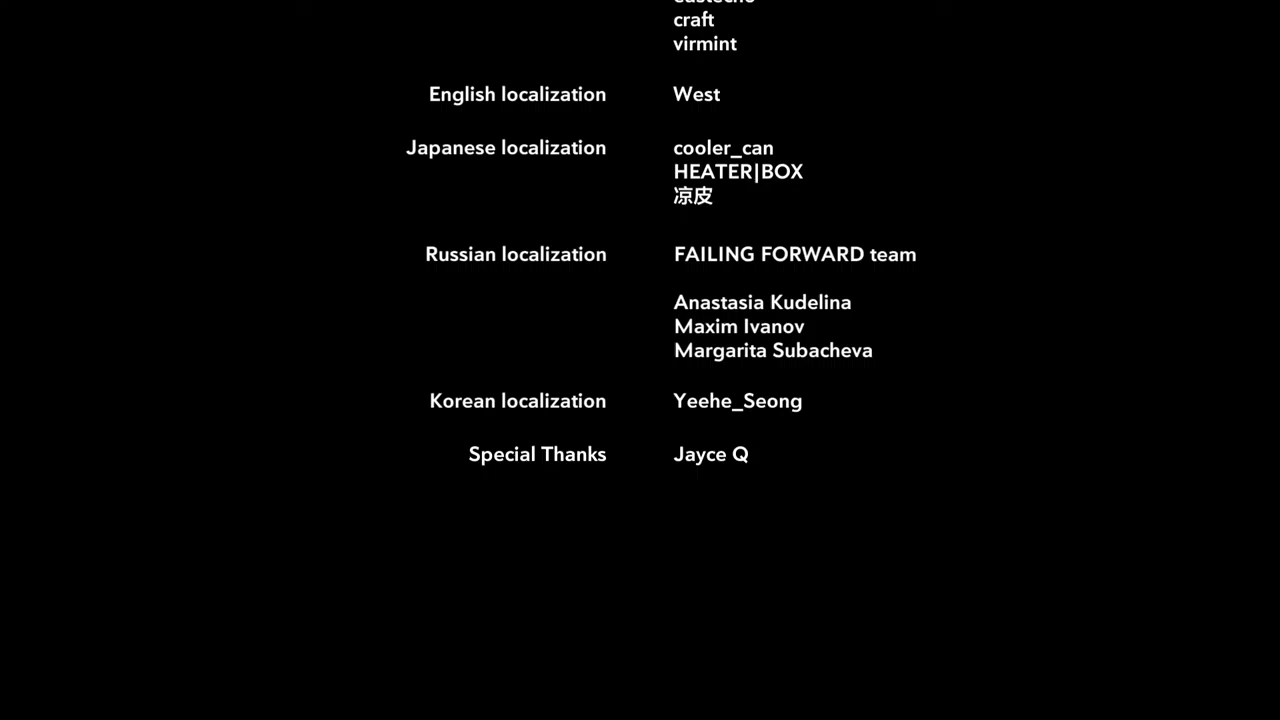 craft
virmint
English localization West
Japanese localization cooler_can
HEATER|BOX
凉皮
Russian localization FAILING FORWARD team
Anastasia Kudelina
Maxim Ivanov
Margarita Subacheva
Korean localization Yeehe_Seong
Special Thanks Jayce Q